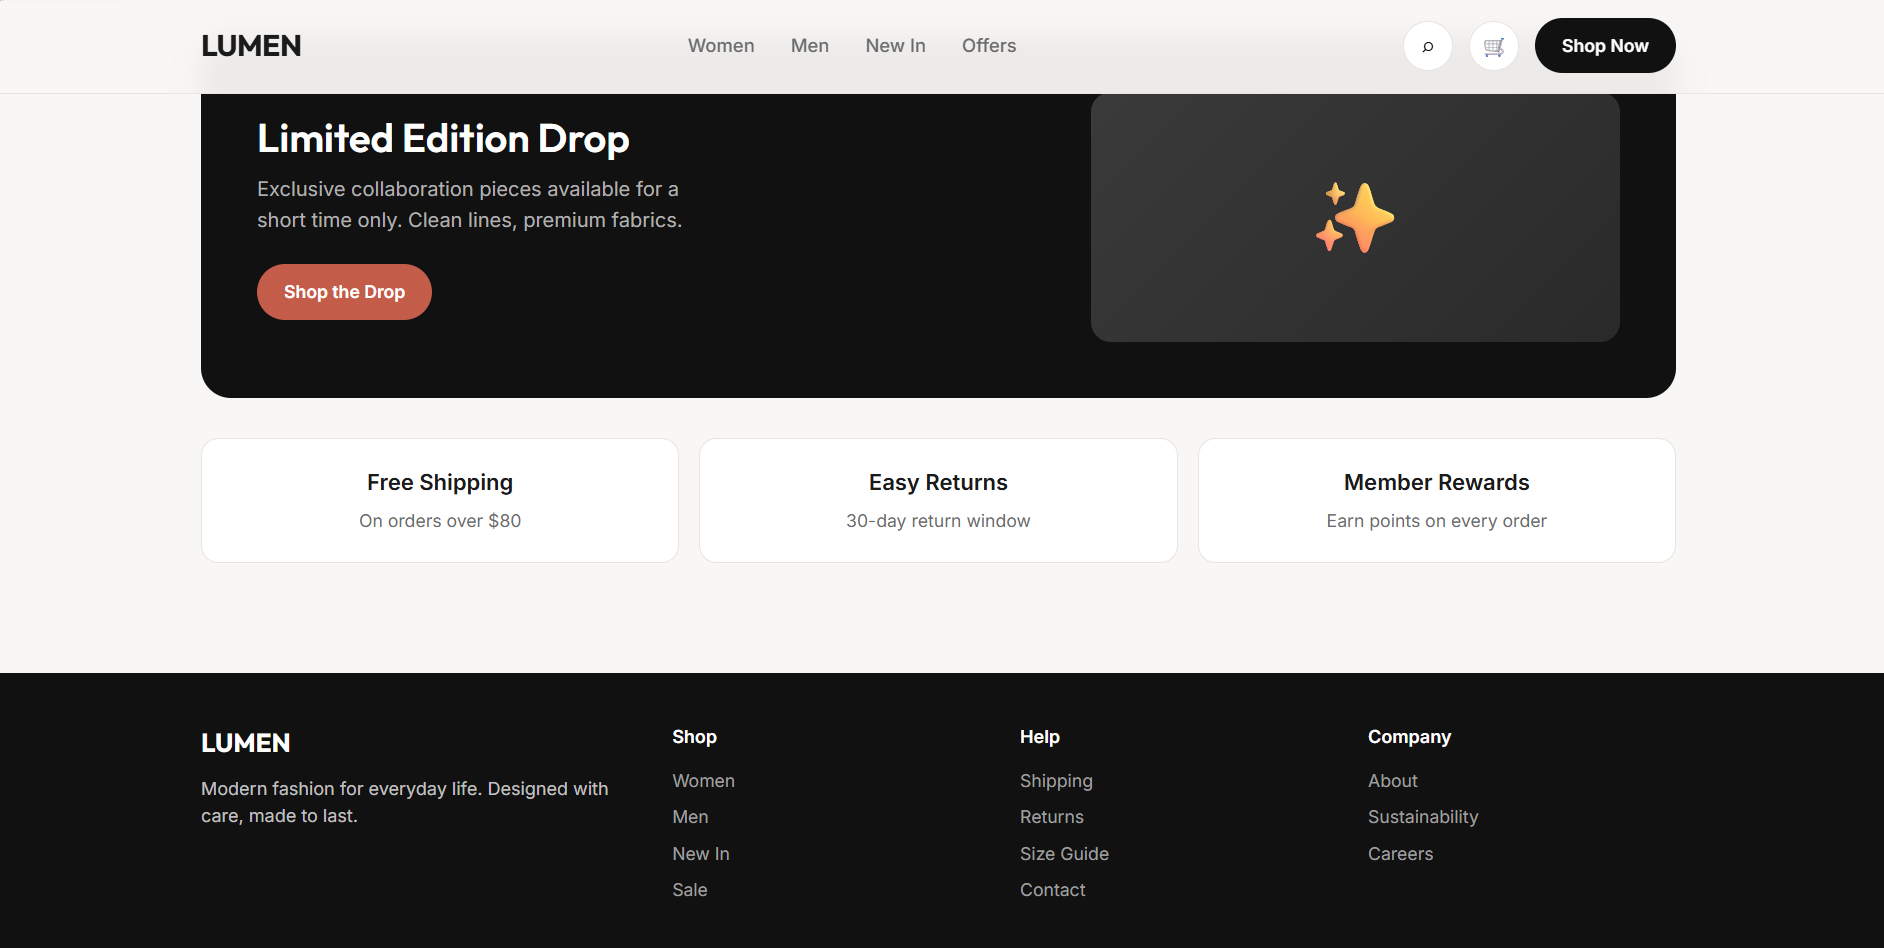 LUMEN
Women
Men
New In
Offers
Shop Now
Limited Edition Drop
Exclusive collaboration pieces available for a
short time only. Clean lines, premium fabrics.
Shop the Drop
Free Shipping
On orders over $80
Easy Returns
30-day return window
Member Rewards
Earn points on every order
LUMEN
Modern fashion for everyday life. Designed with
care, made to last.
Shop
Women
Men
New In
Sale
Help
Shipping
Returns
Size Guide
Contact
Company
About
Sustainability
Careers